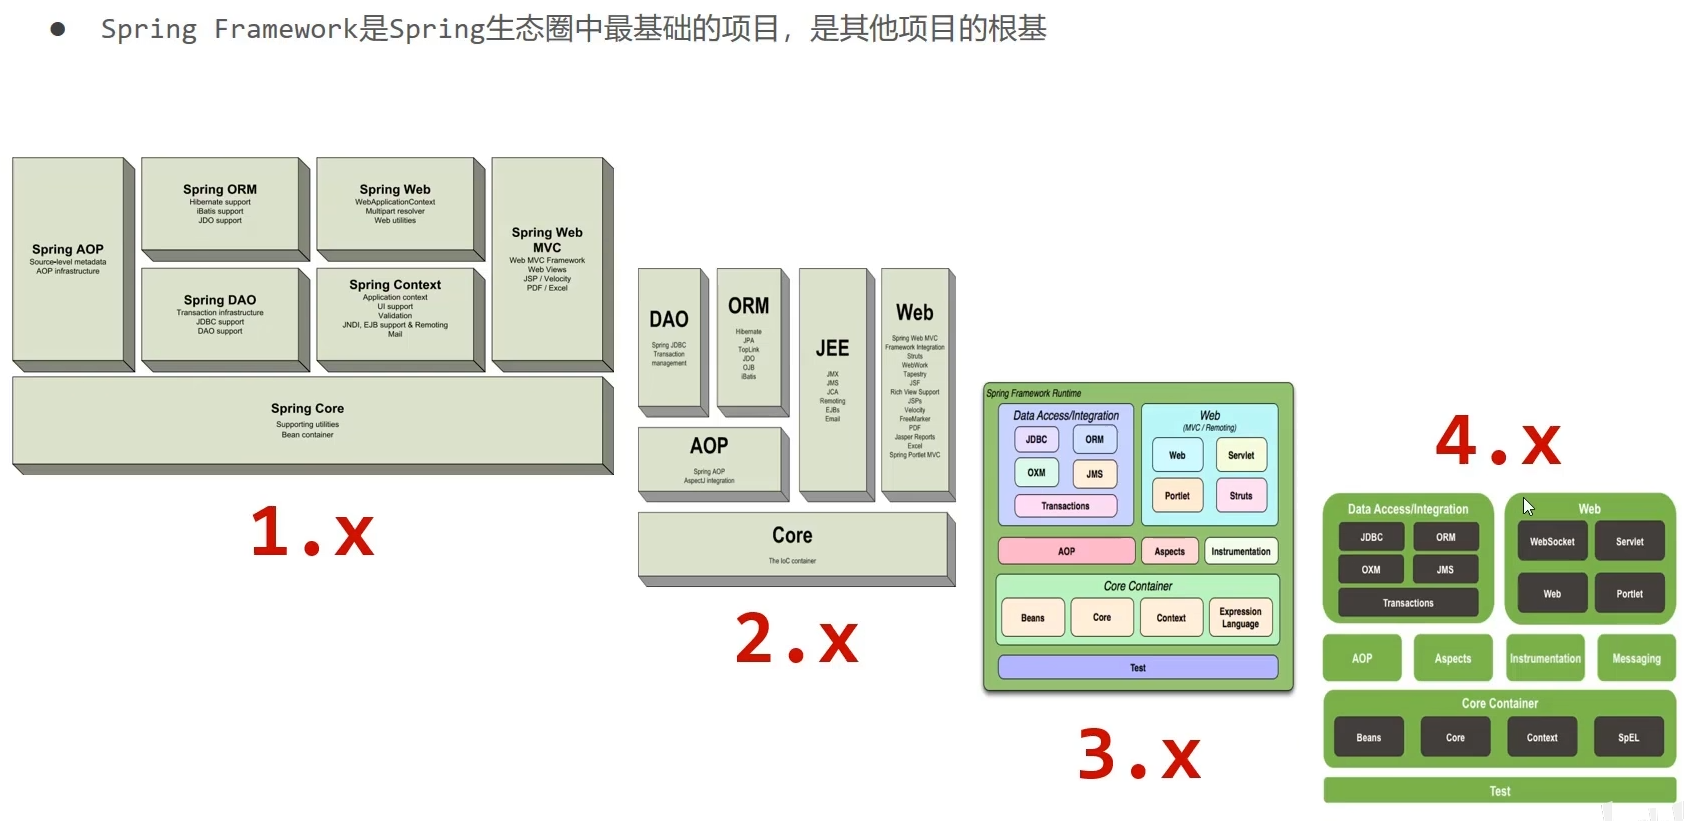 ● Spring Framework是Spring生态圈中最基础的项目，是其他项目的根基
Spring AOP
Source-level metadata
AOP infrastructure
Spring ORM
Hibernate support
iBatis support
JDO support
Spring Web
WebApplicationContext
Multipart resolver
Web utilities
Spring Web
MVC
Web MVC Framework
Web Views
JSP / Velocity
PDF / Excel
Spring DAO
Transaction infrastructure
JDBC support
DAO support
Spring Context
Application context
UI support
Validation
JNDI, EJB support & Remoting
Mail
Spring Core
Supporting utilities
Bean container
1.x
DAO
Spring JDBC
Transaction
management
ORM
Hibernate
JPA
TopLink
JDO
OJB
iBatis
JEE
JMX
JMS
JCA
Remoting
EJBs
Email
Web
Spring Web MVC
Framework Integration
Struts
WebWork
Tapestry
JSF
Rich View Support
JSPs
Velocity
FreeMarker
PDF
Jasper Reports
Excel
Spring Portlet MVC
AOP
Spring AOP
AspectJ integration
Core
The IoC container
2.x
Spring Framework Runtime
Data Access/Integration
JDBC
ORM
OXM
JMS
Transactions
Web
(MVC / Remoting)
Web
Servlet
Portlet
Struts
AOP
Aspects
Instrumentation
Core Container
Beans
Core
Context
Expression
Language
Test
3.x
4.x
Data Access/Integration
JDBC
ORM
OXM
JMS
Transactions
Web
WebSocket
Servlet
Web
Portlet
AOP
Aspects
Instrumentation
Messaging
Core Container
Beans
Core
Context
SpEL
Test